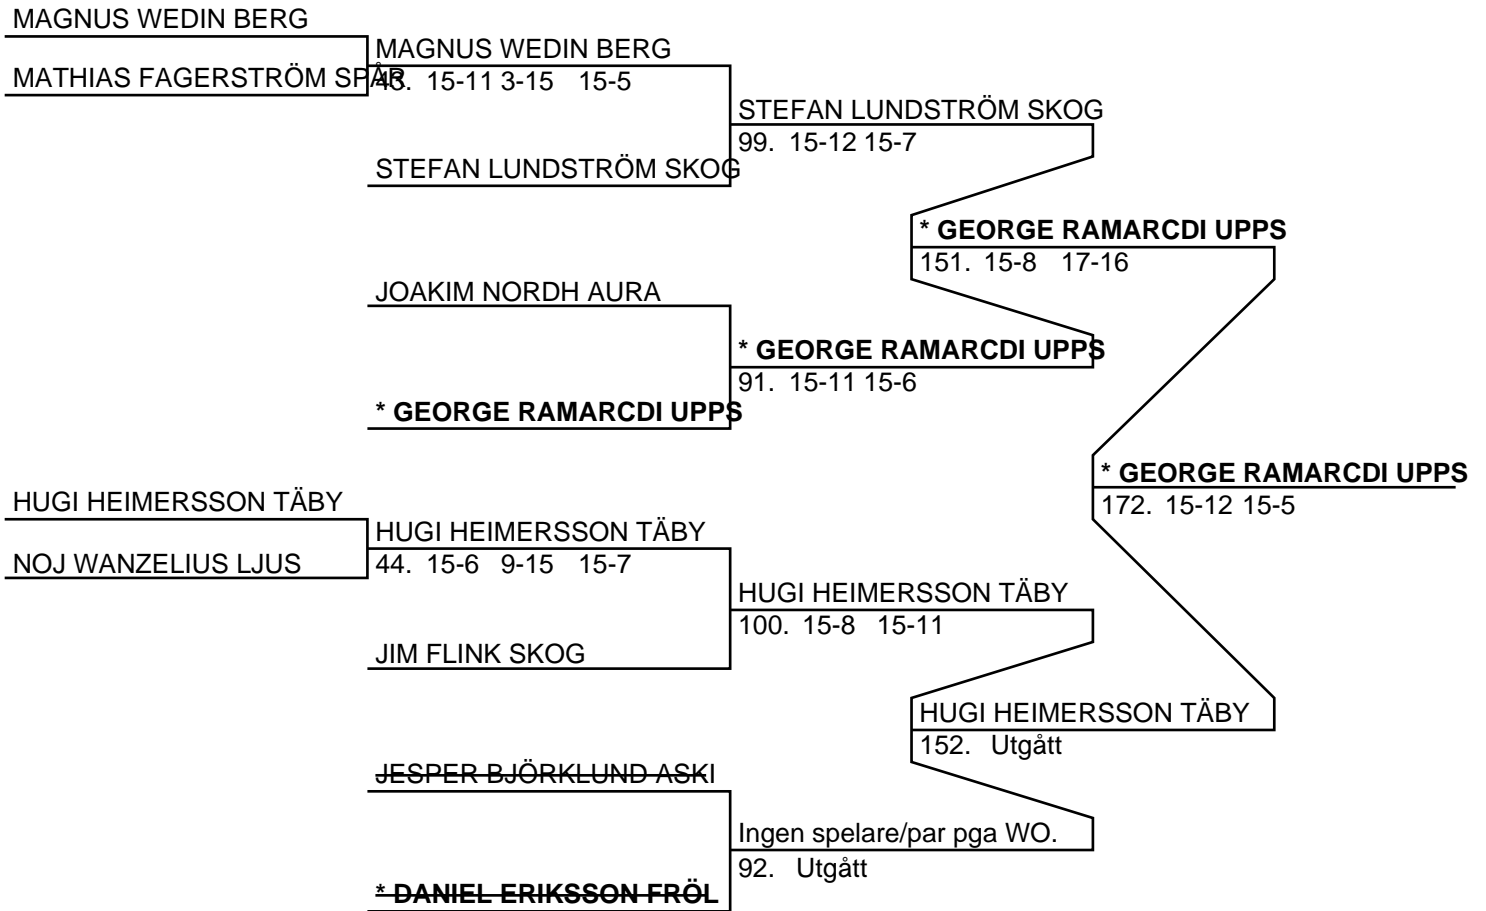 MAGNUS WEDIN BERG
MAGNUS WEDIN BERG
MATHIAS FAGERSTRÖM SPÅR
43. 15-11 3-15 15-5
STEFAN LUNDSTRÖM SKOG
99. 15-12 15-7
STEFAN LUNDSTRÖM SKOG
* GEORGE RAMARCDI UPPS
151. 15-8 17-16
JOAKIM NORDH AURA
* GEORGE RAMARCDI UPPS
91. 15-11 15-6
* GEORGE RAMARCDI UPPS
* GEORGE RAMARCDI UPPS
172. 15-12 15-5
HUGI HEIMERSSON TÄBY
HUGI HEIMERSSON TÄBY
NOJ WANZELIUS LJUS
44. 15-6 9-15 15-7
HUGI HEIMERSSON TÄBY
100. 15-8 15-11
JIM FLINK SKOG
HUGI HEIMERSSON TÄBY
152. Utgått
JESPER BJÖRKLUND ASKI
Ingen spelare/par pga WO.
92. Utgått
* DANIEL ERIKSSON FRÖL